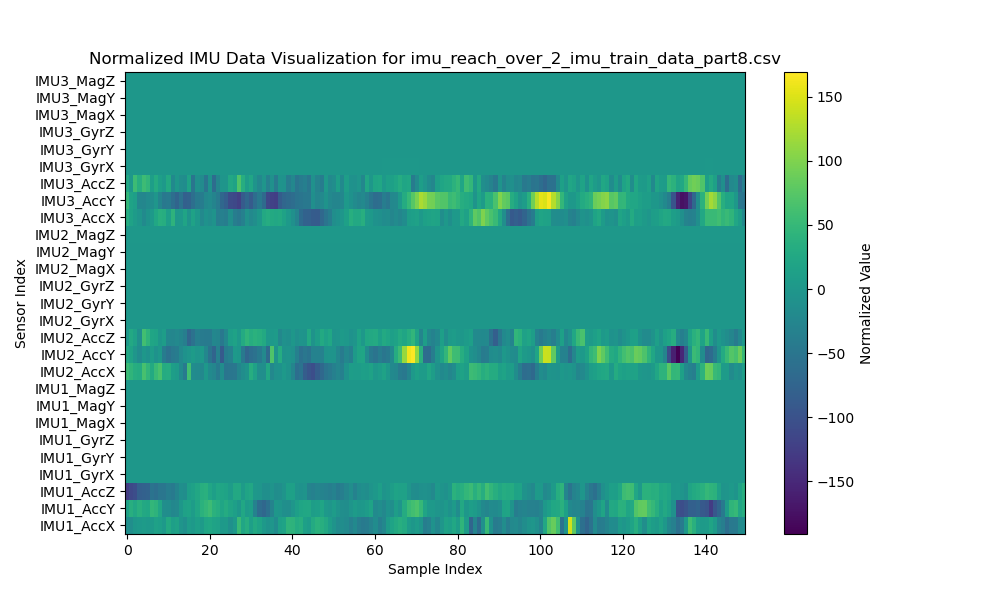 Normalized IMU Data Visualization for imu_reach_over_2_imu_train_data_part8.csv
IMU3_MagZ
IMU3_MagY
IMU3_MagX
IMU3_GyrZ
IMU3_GyrY
IMU3_GyrX
IMU3_AccZ
IMU3_AccY
IMU3_AccX
IMU2_MagZ
IMU2_MagY
IMU2_MagX
IMU2_GyrZ
IMU2_GyrY
IMU2_GyrX
IMU2_AccZ
IMU2_AccY
IMU2_AccX
IMU1_MagZ
IMU1_MagY
IMU1_MagX
IMU1_GyrZ
IMU1_GyrY
IMU1_GyrX
IMU1_AccZ
IMU1_AccY
IMU1_AccX
Sensor Index
0 20 40 60 80 100 120 140
Sample Index
150
100
50
0
−50
−100
−150
Normalized Value